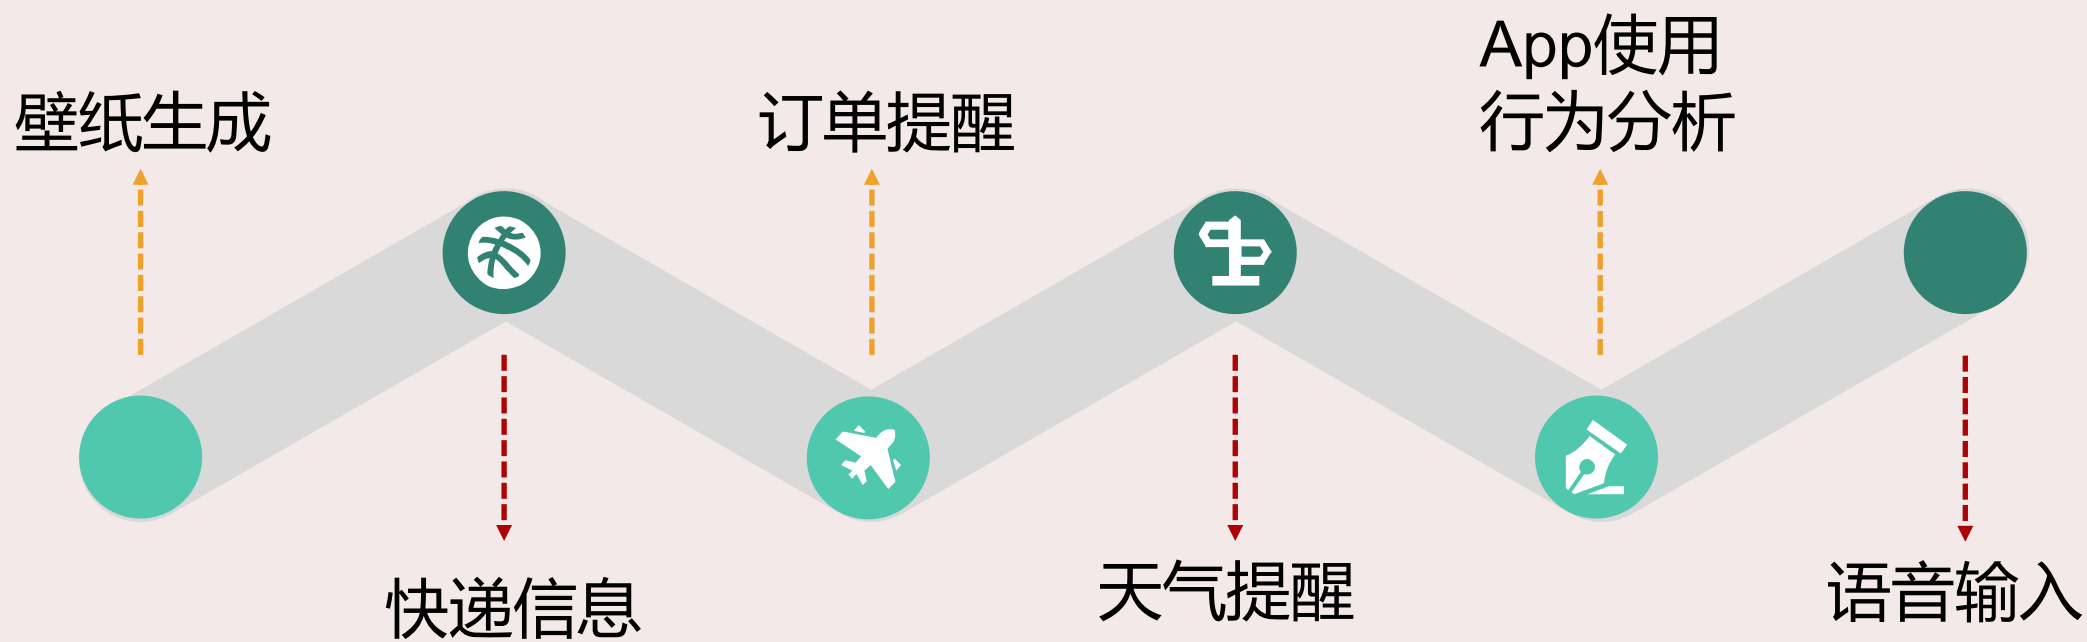 壁纸生成
快递信息
订单提醒
天气提醒
App使用
行为分析
语音输入